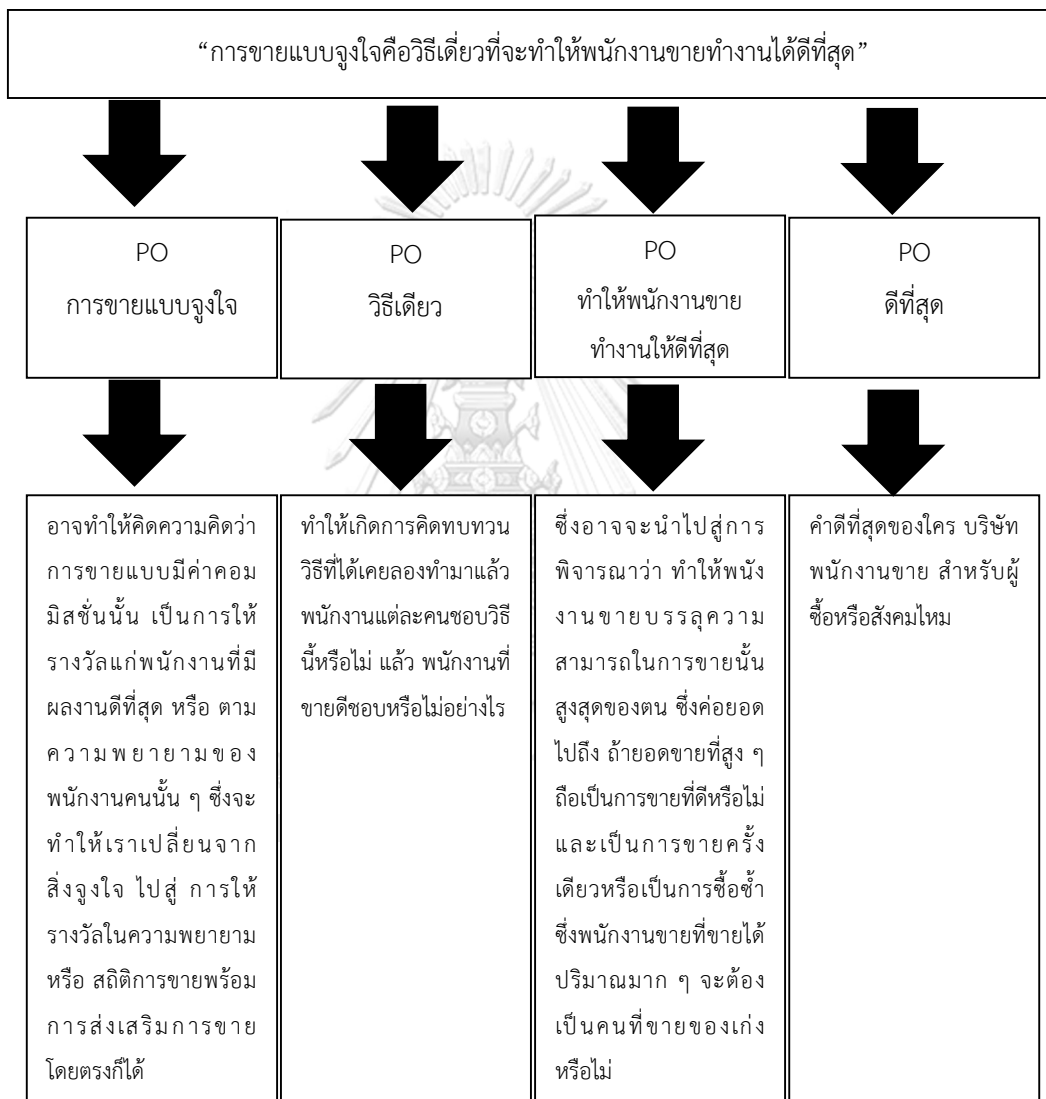 “การขายแบบจูงใจคือวิธีเดี่ยวที่จะทำให้พนักงานขายทำงานได้ดีที่สุด”
PO
การขายแบบจูงใจ
PO
วิธีเดียว
PO
ทำให้พนักงานขาย
ทำงานให้ดีที่สุด
PO
ดีที่สุด
อาจทำให้คิดความคิดว่า
การขายแบบมีค่าคอม
มิสชั่นนั้น เป็นการให้
รางวัลแก่พนักงานที่มี
ผลงานดีที่สุด หรือ ตาม
ความพยายามของ
พนักงานคนนั้น ๆ ซึ่งจะ
ทำให้เราเปลี่ยนจาก
สิ่งจูงใจ ไปสู่ การให้
รางวัลในความพยายาม
หรือ สถิติการขายพร้อม
การส่งเสริมการขาย
โดยตรงก็ได้
ทำให้เกิดการคิดทบทวน
วิธีที่ได้เคยลองทำมาแล้ว
พนักงานแต่ละคนชอบวิธี
นี้หรือไม่ แล้ว พนักงานที่
ขายดีชอบหรือไม่อย่างไร
ซึ่งอาจจะนำไปสู่การ
พิจารณาว่า ทำให้พนัง
งานขายบรรลุความ
สามารถในการขายนั้น
สูงสุดของตน ซึ่งค่อยอด
ไปถึง ถ้ายอดขายที่สูง ๆ
ถือเป็นการขายที่ดีหรือไม่
และเป็นการขายครั้ง
เดียวหรือเป็นการซื้อซ้ำ
ซึ่งพนักงานขายที่ขายได้
ปริมาณมาก ๆ จะต้อง
เป็นคนที่ขายของเก่ง
หรือไม่
คำดีที่สุดของใคร บริษัท
พนักงานขาย สำหรับผู้
ซื้อหรือสังคมไหม